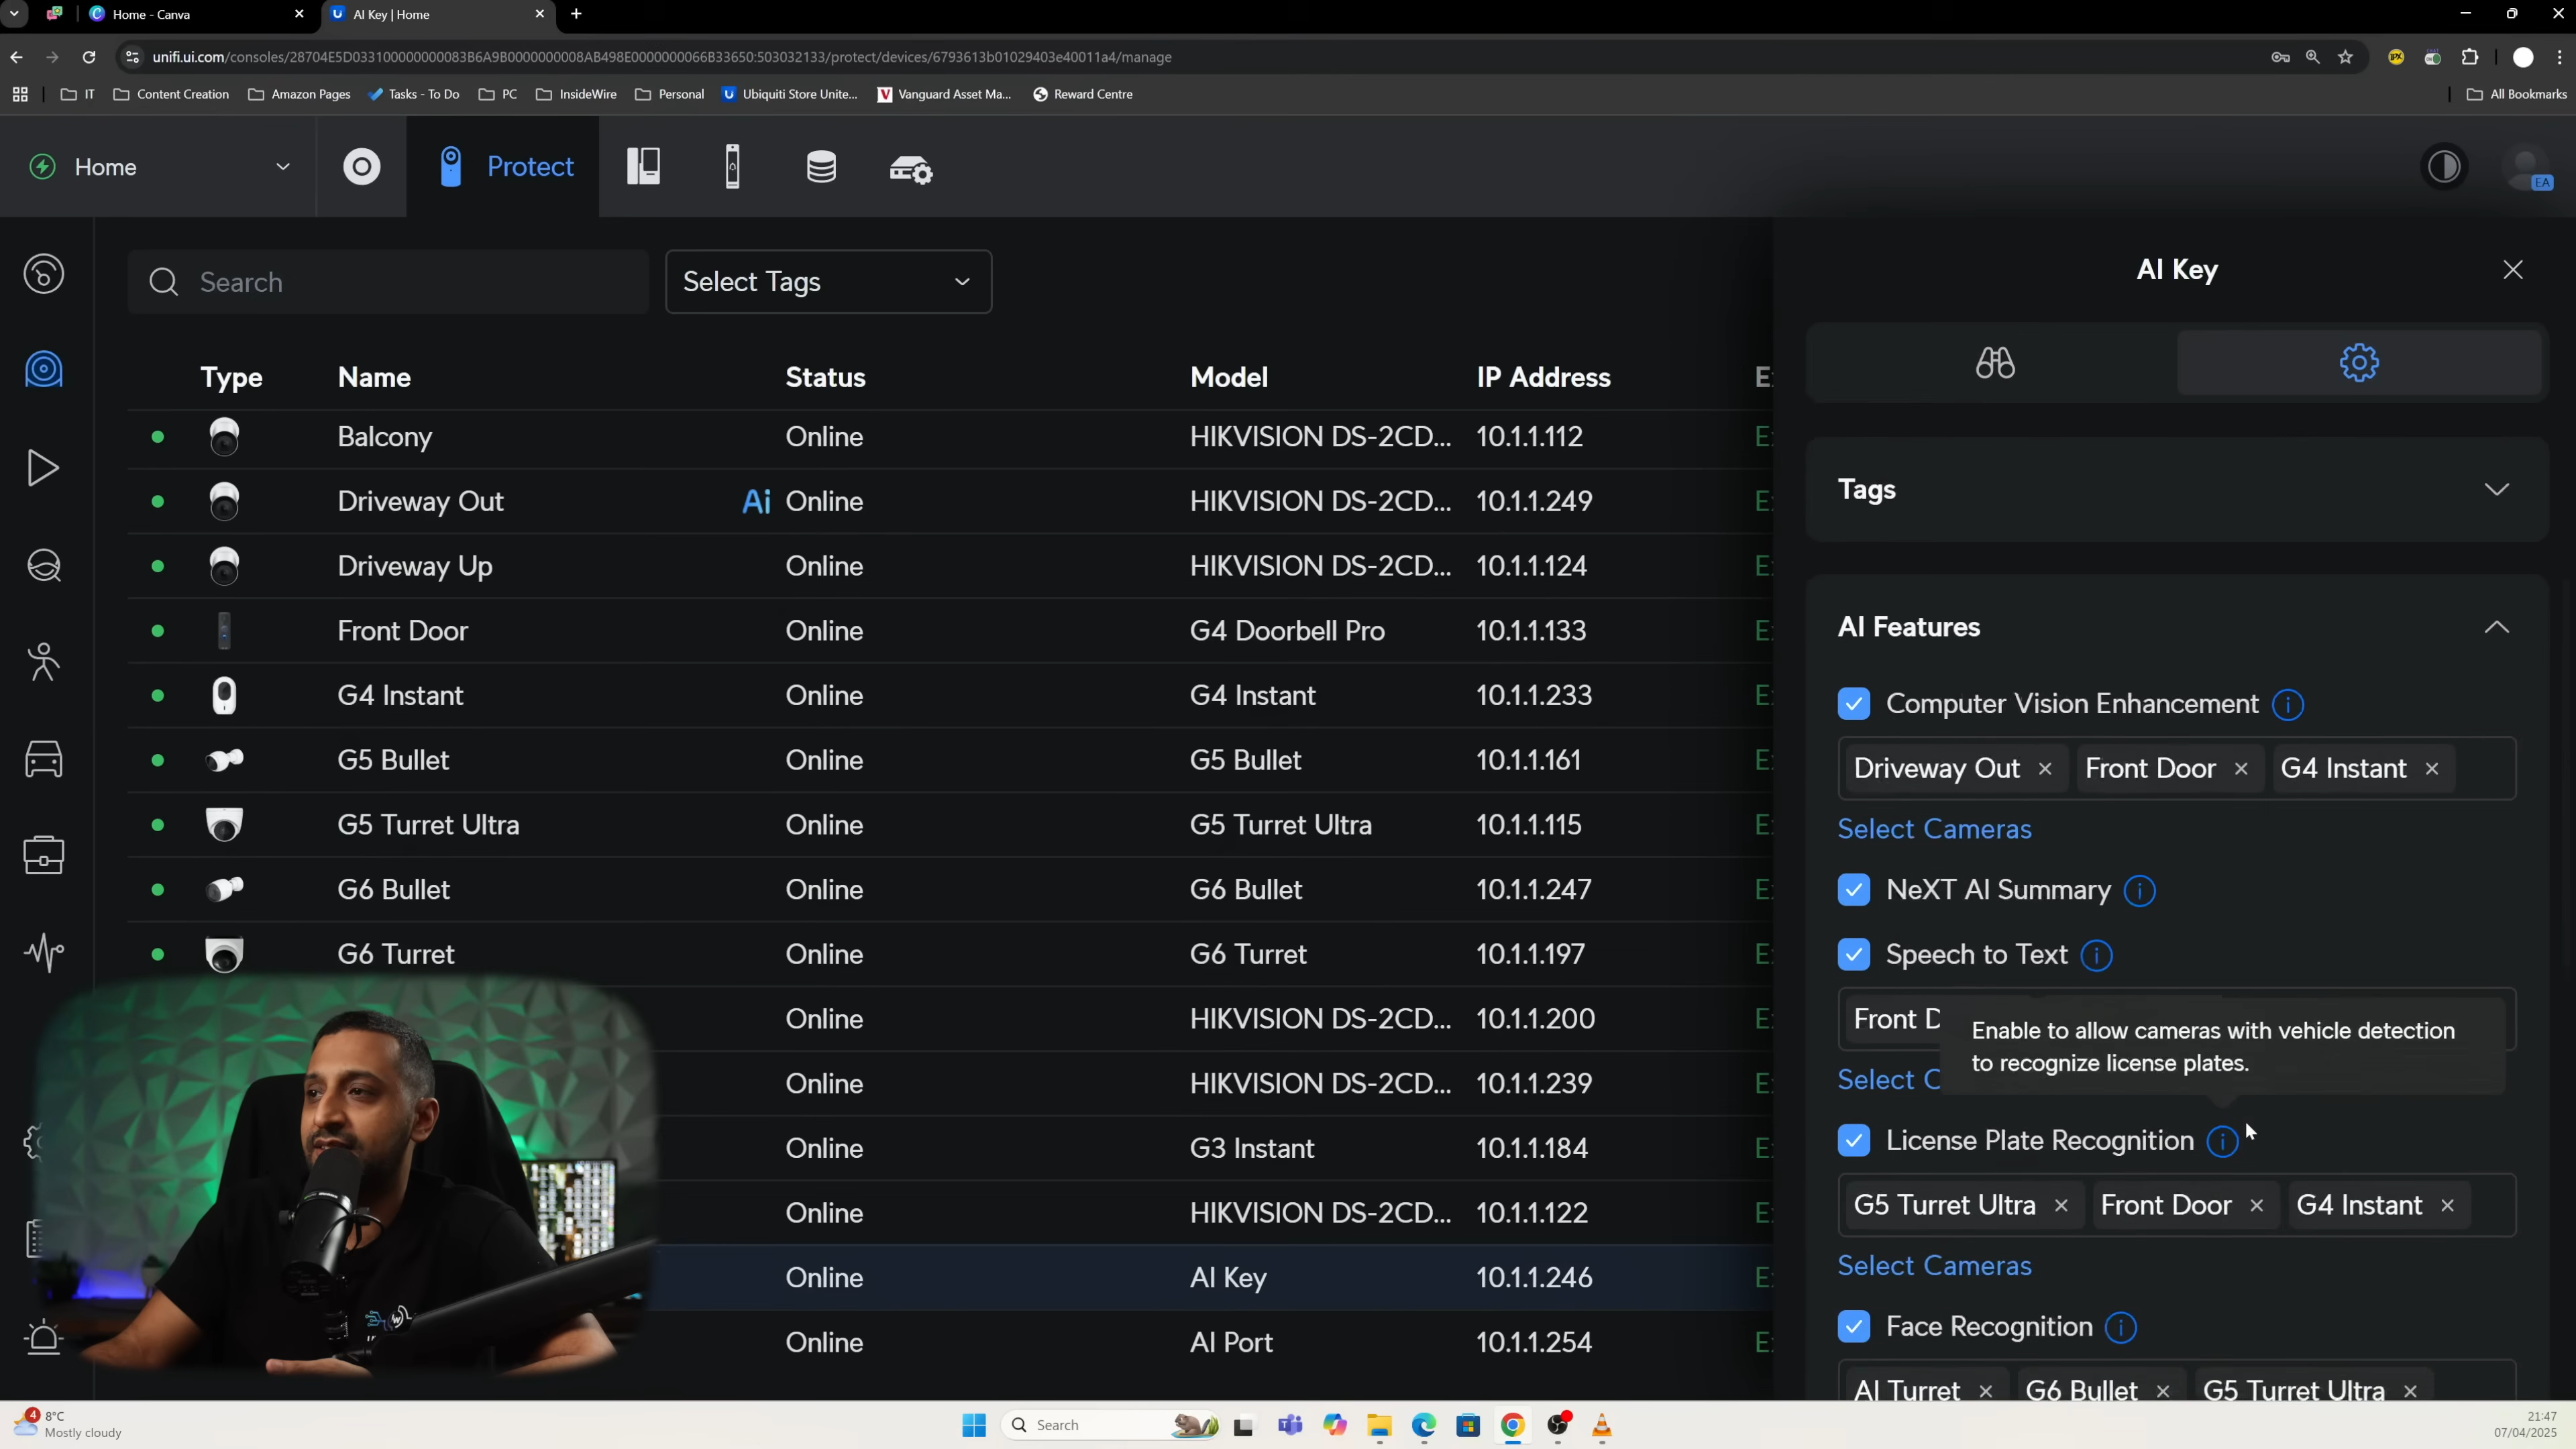 Home - Canva
AI Key | Home
unifi.ui.com/consoles/28704E5D033100000000083B6A9B0000000008AB498E0000000066B33650:503032133/protect/devices/6793613b01029403e40011a4/manage
IT Content Creation Amazon Pages Tasks - To Do PC InsideWire Personal Ubiquiti Store Unite... Vanguard Asset Ma... Reward Centre All Bookmarks
Home Protect EA
Search Select Tags
Type Name Status Model IP Address
Balcony Online HIKVISION DS-2CD... 10.1.1.112
Driveway Out Ai Online HIKVISION DS-2CD... 10.1.1.249
Driveway Up Online HIKVISION DS-2CD... 10.1.1.124
Front Door Online G4 Doorbell Pro 10.1.1.133
G4 Instant Online G4 Instant 10.1.1.233
G5 Bullet Online G5 Bullet 10.1.1.161
G5 Turret Ultra Online G5 Turret Ultra 10.1.1.115
G6 Bullet Online G6 Bullet 10.1.1.247
G6 Turret Online G6 Turret 10.1.1.197
Online HIKVISION DS-2CD... 10.1.1.200
Online HIKVISION DS-2CD... 10.1.1.239
Online G3 Instant 10.1.1.184
Online HIKVISION DS-2CD... 10.1.1.122
Online AI Key 10.1.1.246
Online AI Port 10.1.1.254
AI Key
Tags
AI Features
Computer Vision Enhancement
Driveway Out Front Door G4 Instant
Select Cameras
NeXT AI Summary
Speech to Text
Front D
Enable to allow cameras with vehicle detection
to recognize license plates.
Select C
License Plate Recognition
G5 Turret Ultra Front Door G4 Instant
Select Cameras
Face Recognition
AI Turret G6 Bullet G5 Turret Ultra
4
8°C
Mostly cloudy
Search
21:47
07/04/2025